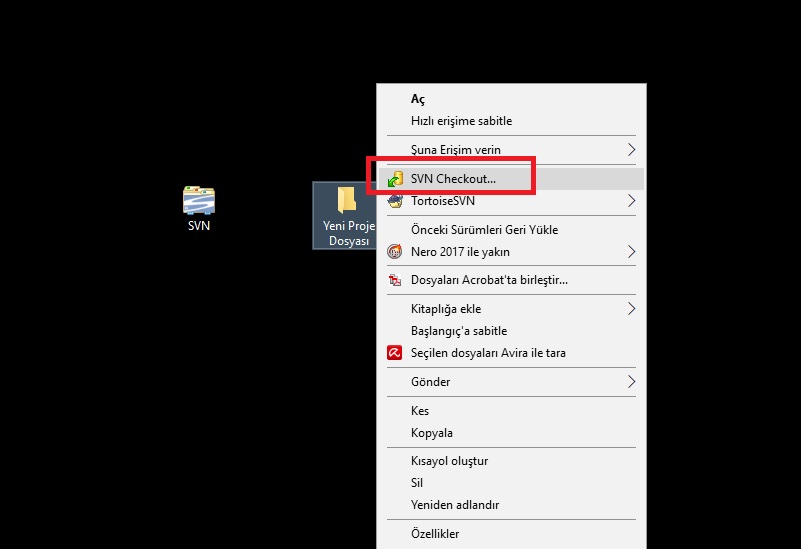 SVN
Yeni Proje
Dosyası
Aç
Hızlı erişime sabitle
Şuna Erişim verin
SVN Checkout...
TortoiseSVN
Önceki Sürümleri Geri Yükle
Nero 2017 ile yakın
Dosyaları Acrobat'ta birleştir...
Kitaplığa ekle
Başlangıç'a sabitle
Seçilen dosyaları Avira ile tara
Gönder
Kes
Kopyala
Kısayol oluştur
Sil
Yeniden adlandır
Özellikler